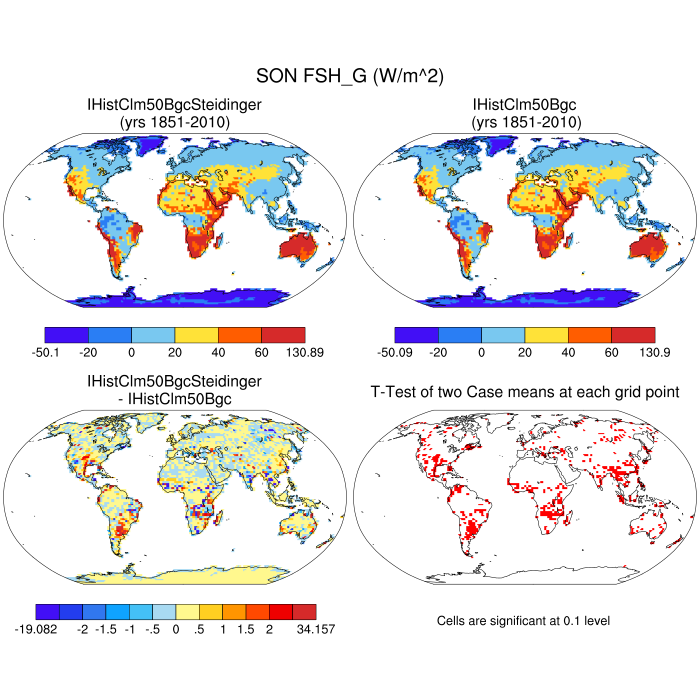 SON FSH_G (W/m^2)
IHistClm50BgcSteidinger
(yrs 1851-2010)
IHistClm50Bgc
(yrs 1851-2010)
-50.1 -20 0 20 40 60 130.89
-50.09 -20 0 20 40 60 130.9
IHistClm50BgcSteidinger
- IHistClm50Bgc
T-Test of two Case means at each grid point
-19.082 -2 -1.5 -1 -.5 0 .5 1 1.5 2 34.157
Cells are significant at 0.1 level